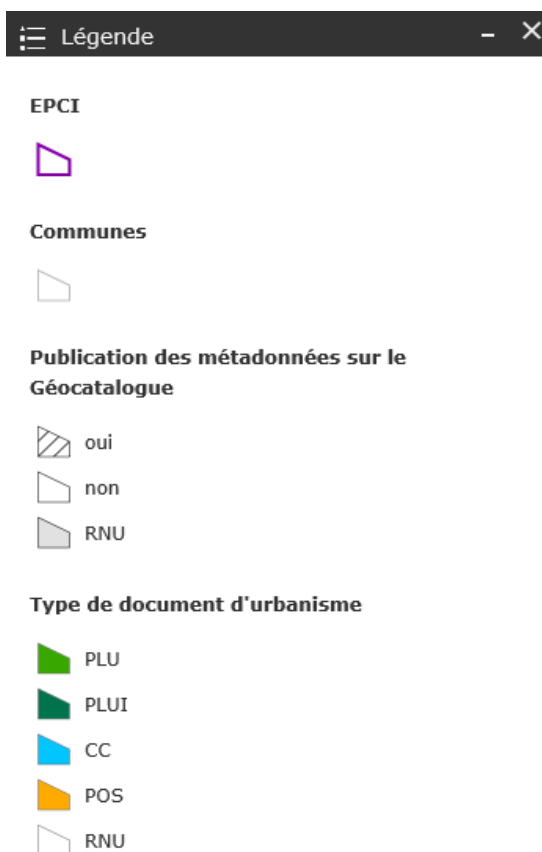 Légende
EPCI
Communes
Publication des métadonnées sur le
Géocatalogue
oui
non
RNU
Type de document d'urbanisme
PLU
PLUI
CC
POS
RNU